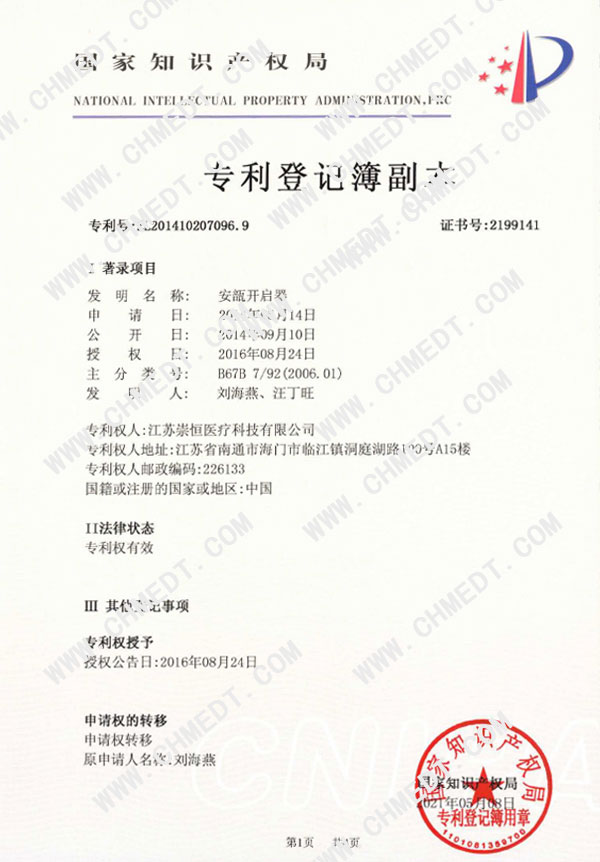 国家知识产权局
NATIONAL INTELLECTUAL PROPERTY ADMINISTRATION,PRC
专利登记簿副本
专利号:ZL201410207096.9 证书号:2199141
I 著录项目
发明名称: 安瓿开启器
申请日: 月14日
公开日: 2014年09月10日
授权日: 2016年08月24日
主分类号: B67B 7/92(2006.01)
发明人: 刘海燕、汪丁旺
专利权人:江苏崇恒医疗科技有限公司
专利权人地址:江苏省南通市海门市临江镇洞庭湖路100号A15楼
专利权人邮政编码:226133
国籍或注册的国家或地区:中国
II法律状态
专利权有效
III 其他登记事项
专利权授予
授权公告日:2016年08月24日
申请权的转移
申请权转移
原申请人名称:刘海燕
国家知识产权局
2021年05月08日
国家知识产权局
专利登记簿用章
1101081359700
第1页
WWW.CHMEDT.COM